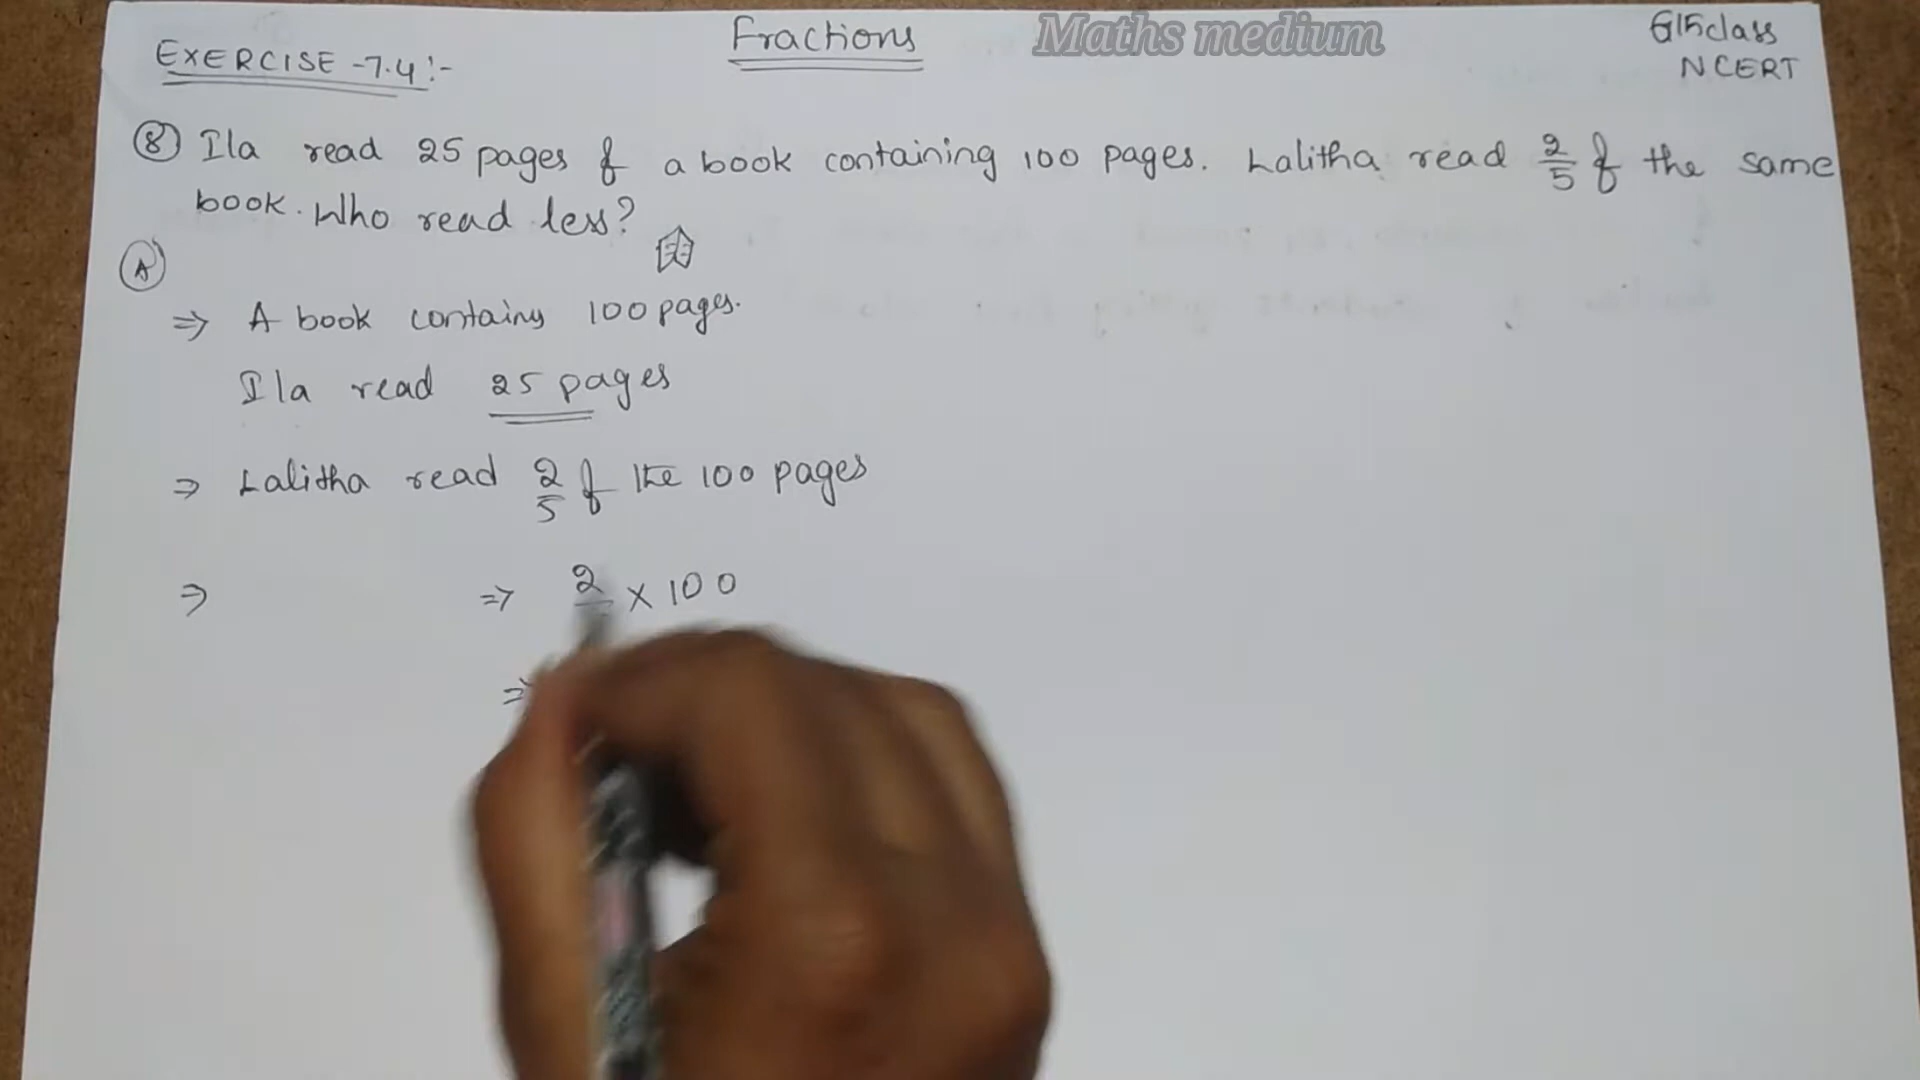 Fractions
Maths medium
class
NCERT
EXERCISE - 7.4 :-
⑧ Ila read 25 pages of a book containing 100 pages. Lalitha read 2/5 of the same
book. Who read less?
Ⓐ
⇒ A book contains 100 pages.
Ila read 25 pages
⇒ Lalitha read 2/5 of the 100 pages
⇒ ⇒ 2/ × 100
⇒